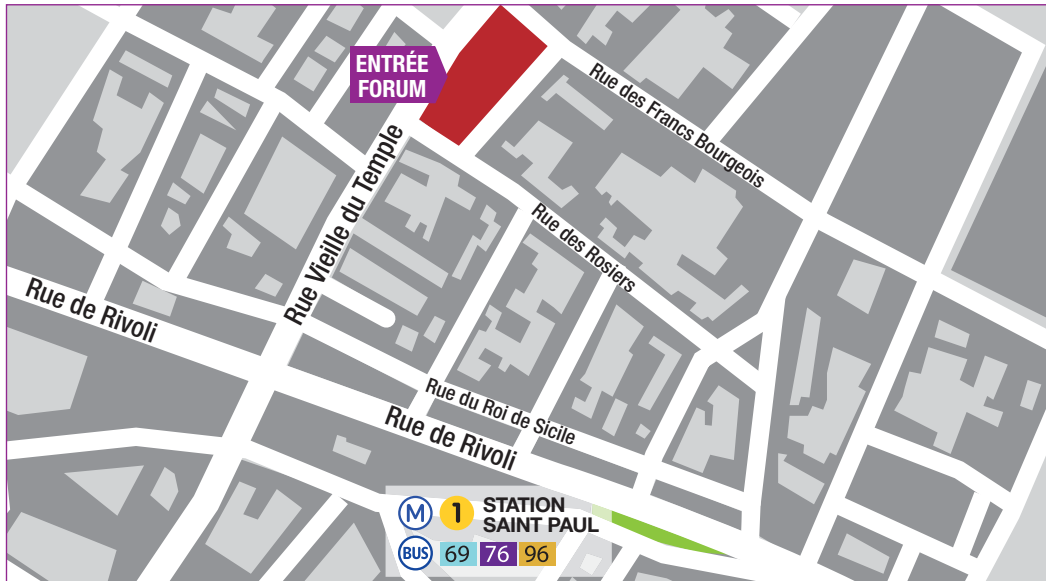 ENTRÉE
FORUM
Rue des Francs Bourgeois
Rue Vieille du Temple
Rue des Rosiers
Rue de Rivoli
Rue du Roi de Sicile
Rue de Rivoli
M 1 STATION
SAINT PAUL
BUS 69 76 96